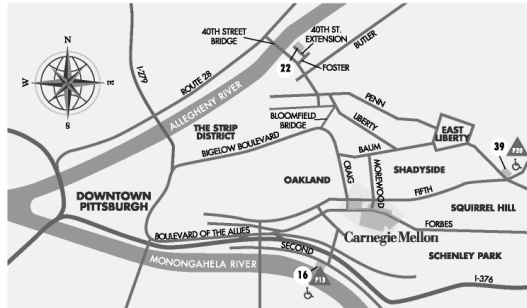 40TH STREET
BRIDGE
40TH ST.
EXTENSION
BUTLER
22
FOSTER
N
W
E
S
I-279
ROUTE 28
ALLEGHENY RIVER
PENN
BLOOMFIELD
BRIDGE
LIBERTY
THE STRIP
DISTRICT
EAST
LIBERTY
BIGELOW BOULEVARD
BAUM
39
P20
OAKLAND
CRAIG
MOREWOOD
SHADYSIDE
FIFTH
DOWNTOWN
PITTSBURGH
SQUIRREL HILL
FORBES
BOULEVARD OF THE ALLIES
Carnegie Mellon
SECOND
SCHENLEY PARK
MONONGAHELA RIVER
16
P13
I-376